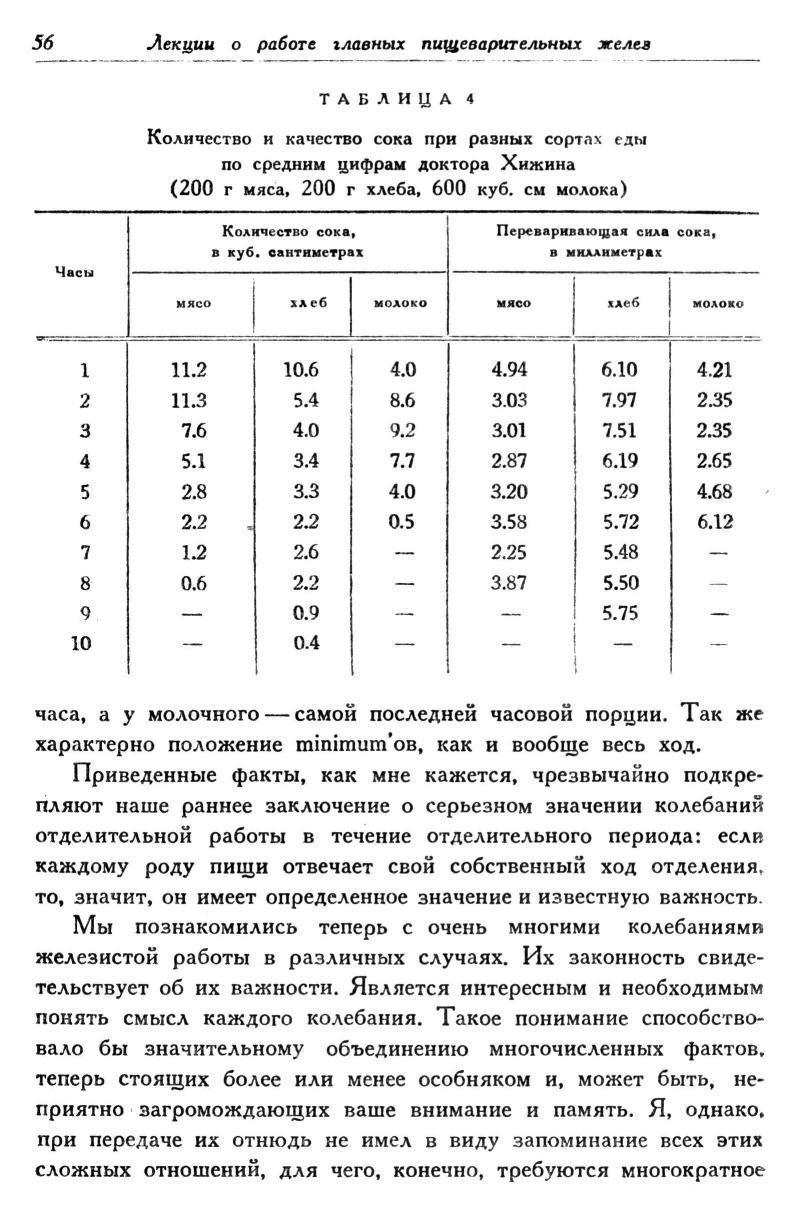 56 Лекции о работе главных пищеварительных желез
ТАБЛИЦА 4
Количество и качество сока при разных сортах еды
по средним цифрам доктора Хижина
(200 г мяса, 200 г хлеба, 600 куб. см молока)
Часы
Количество сока,
в куб. сантиметрах
Переваривающая сила сока,
в миллиметрах
мясо хлеб молоко мясо хлеб молоко
1 11.2 10.6 4.0 4.94 6.10 4.21
2 11.3 5.4 8.6 3.03 7.97 2.35
3 7.6 4.0 9.2 3.01 7.51 2.35
4 5.1 3.4 7.7 2.87 6.19 2.65
5 2.8 3.3 4.0 3.20 5.29 4.68
6 2.2 2.2 0.5 3.58 5.72 6.12
7 1.2 2.6 — 2.25 5.48 —
8 0.6 2.2 — 3.87 5.50 —
9 — 0.9 — — 5.75 —
10 — 0.4 — — — —
часа, а у молочного — самой последней часовой порции. Так же
характерно положение minimum'ов, как и вообще весь ход.
Приведенные факты, как мне кажется, чрезвычайно подкре-
пляют наше раннее заключение о серьезном значении колебаний
отделительной работы в течение отделительного периода: если
каждому роду пищи отвечает свой собственный ход отделения,
то, значит, он имеет определенное значение и известную важность.
Мы познакомились теперь с очень многими колебаниями
железистой работы в различных случаях. Их законность свиде-
тельствует об их важности. Является интересным и необходимым
понять смысл каждого колебания. Такое понимание способство-
вало бы значительному объединению многочисленных фактов,
теперь стоящих более или менее особняком и, может быть, не-
приятно загромождающих ваше внимание и память. Я, однако,
при передаче их отнюдь не имел в виду запоминание всех этих
сложных отношений, для чего, конечно, требуются многократное